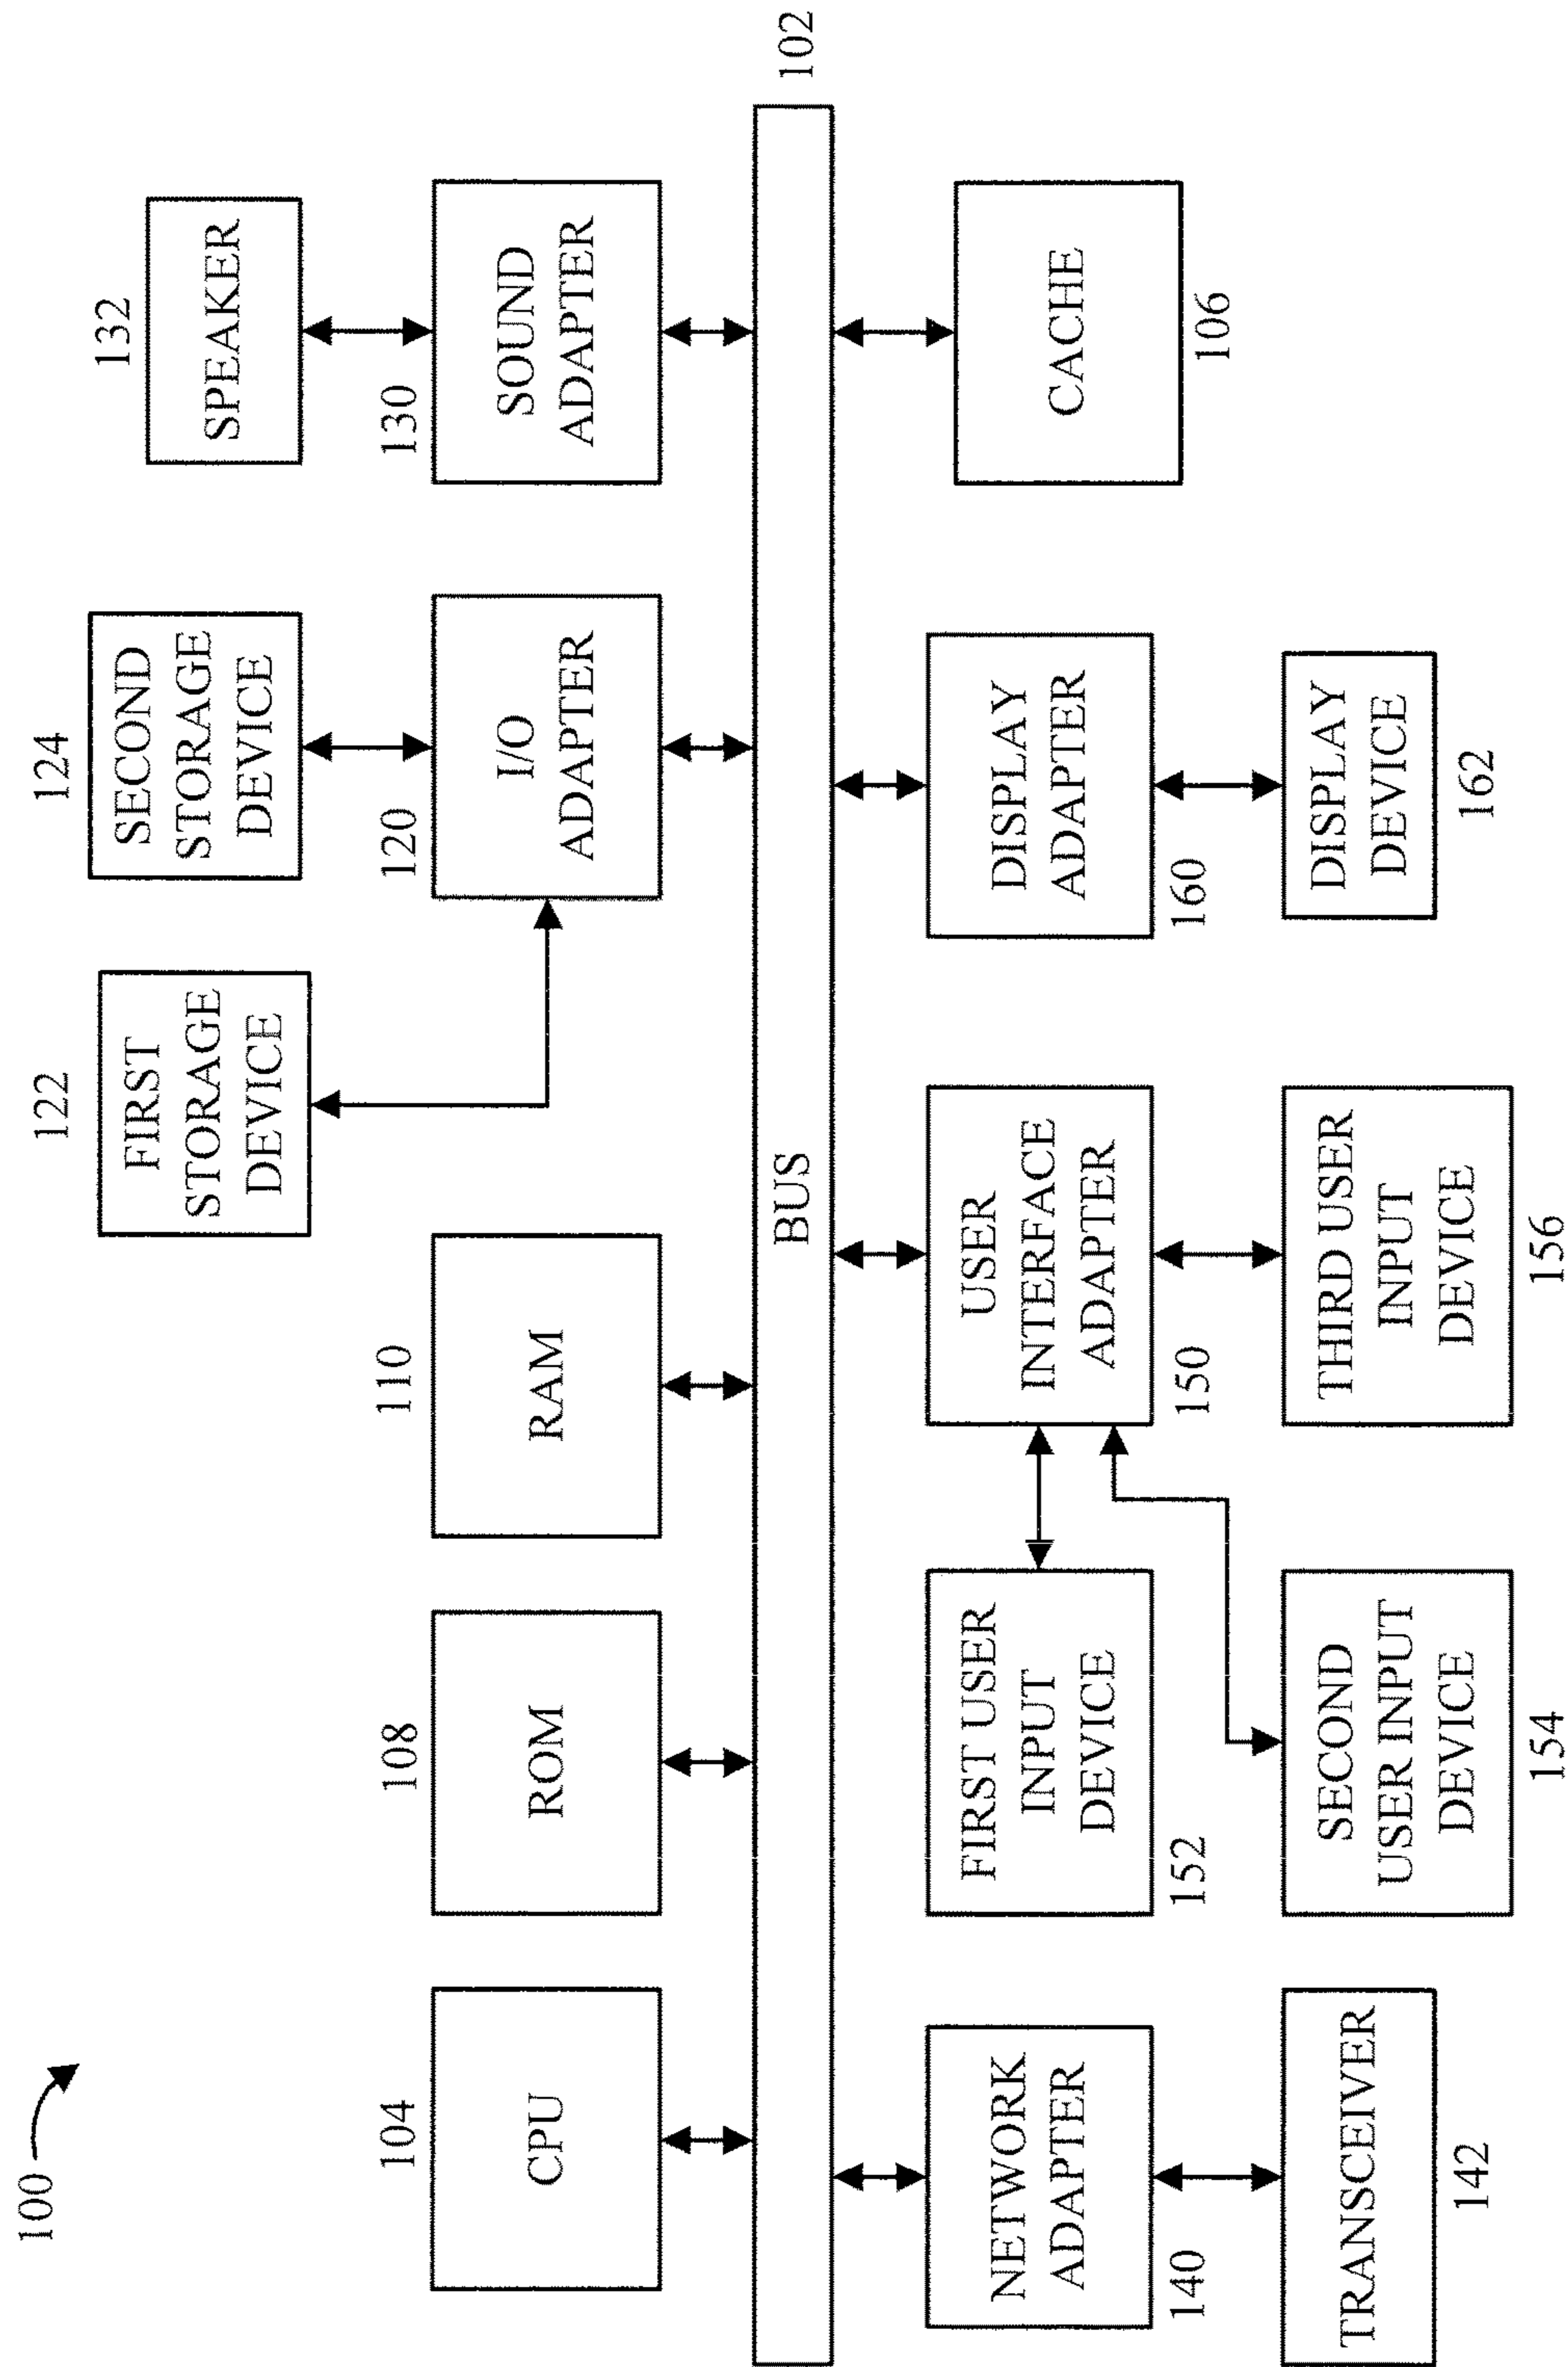 100
104
CPU
108
ROM
110
RAM
122
FIRST
STORAGE
DEVICE
124
SECOND
STORAGE
DEVICE
120
I/O
ADAPTER
132
SPEAKER
130
SOUND
ADAPTER
BUS
102
NETWORK
ADAPTER
140
TRANSCEIVER
142
FIRST USER
INPUT
DEVICE
152
SECOND
USER INPUT
DEVICE
154
USER
INTERFACE
ADAPTER
150
THIRD USER
INPUT
DEVICE
156
DISPLAY
ADAPTER
160
DISPLAY
DEVICE
162
CACHE
106